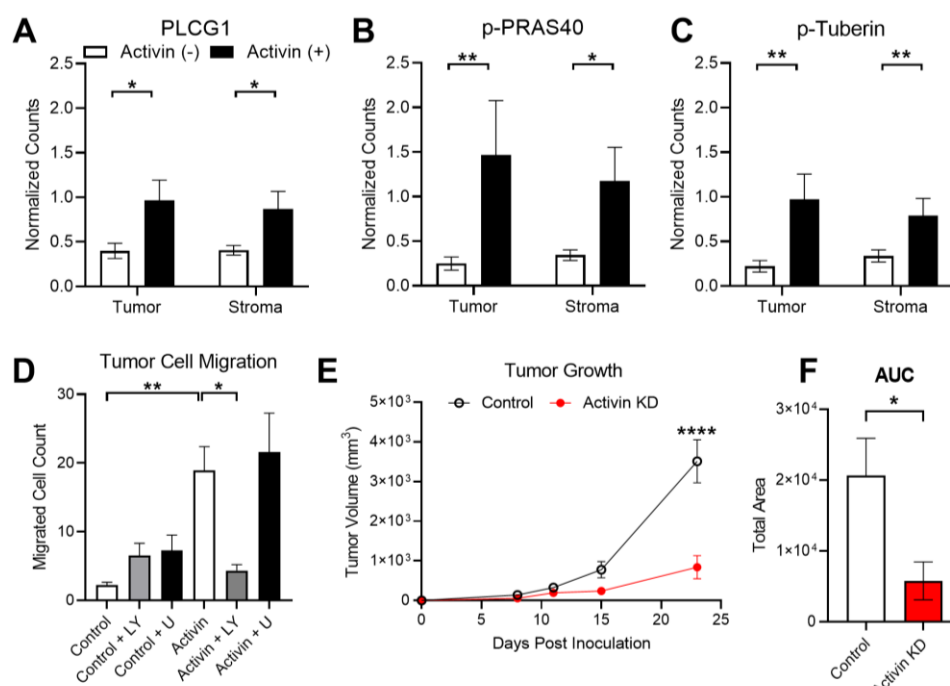 A PLCG1
Activin (-) Activin (+)
Normalized Counts
2.5
2.0
1.5
1.0
0.5
0.0
* *
Tumor Stroma
B p-PRAS40
Normalized Counts
2.5
2.0
1.5
1.0
0.5
0.0
** *
Tumor Stroma
C p-Tuberin
Normalized Counts
2.5
2.0
1.5
1.0
0.5
0.0
** **
Tumor Stroma
D Tumor Cell Migration
Migrated Cell Count
30
20
10
0
** *
Control
Control + LY
Control + U
Activin
Activin + LY
Activin + U
E Tumor Growth
Control Activin KD
Tumor Volume (mm³)
5×10³
4×10³
3×10³
2×10³
1×10³
0
****
0 5 10 15 20 25
Days Post Inoculation
F AUC
Total Area
3×10⁴
2×10⁴
1×10⁴
0
*
Control
Activin KD